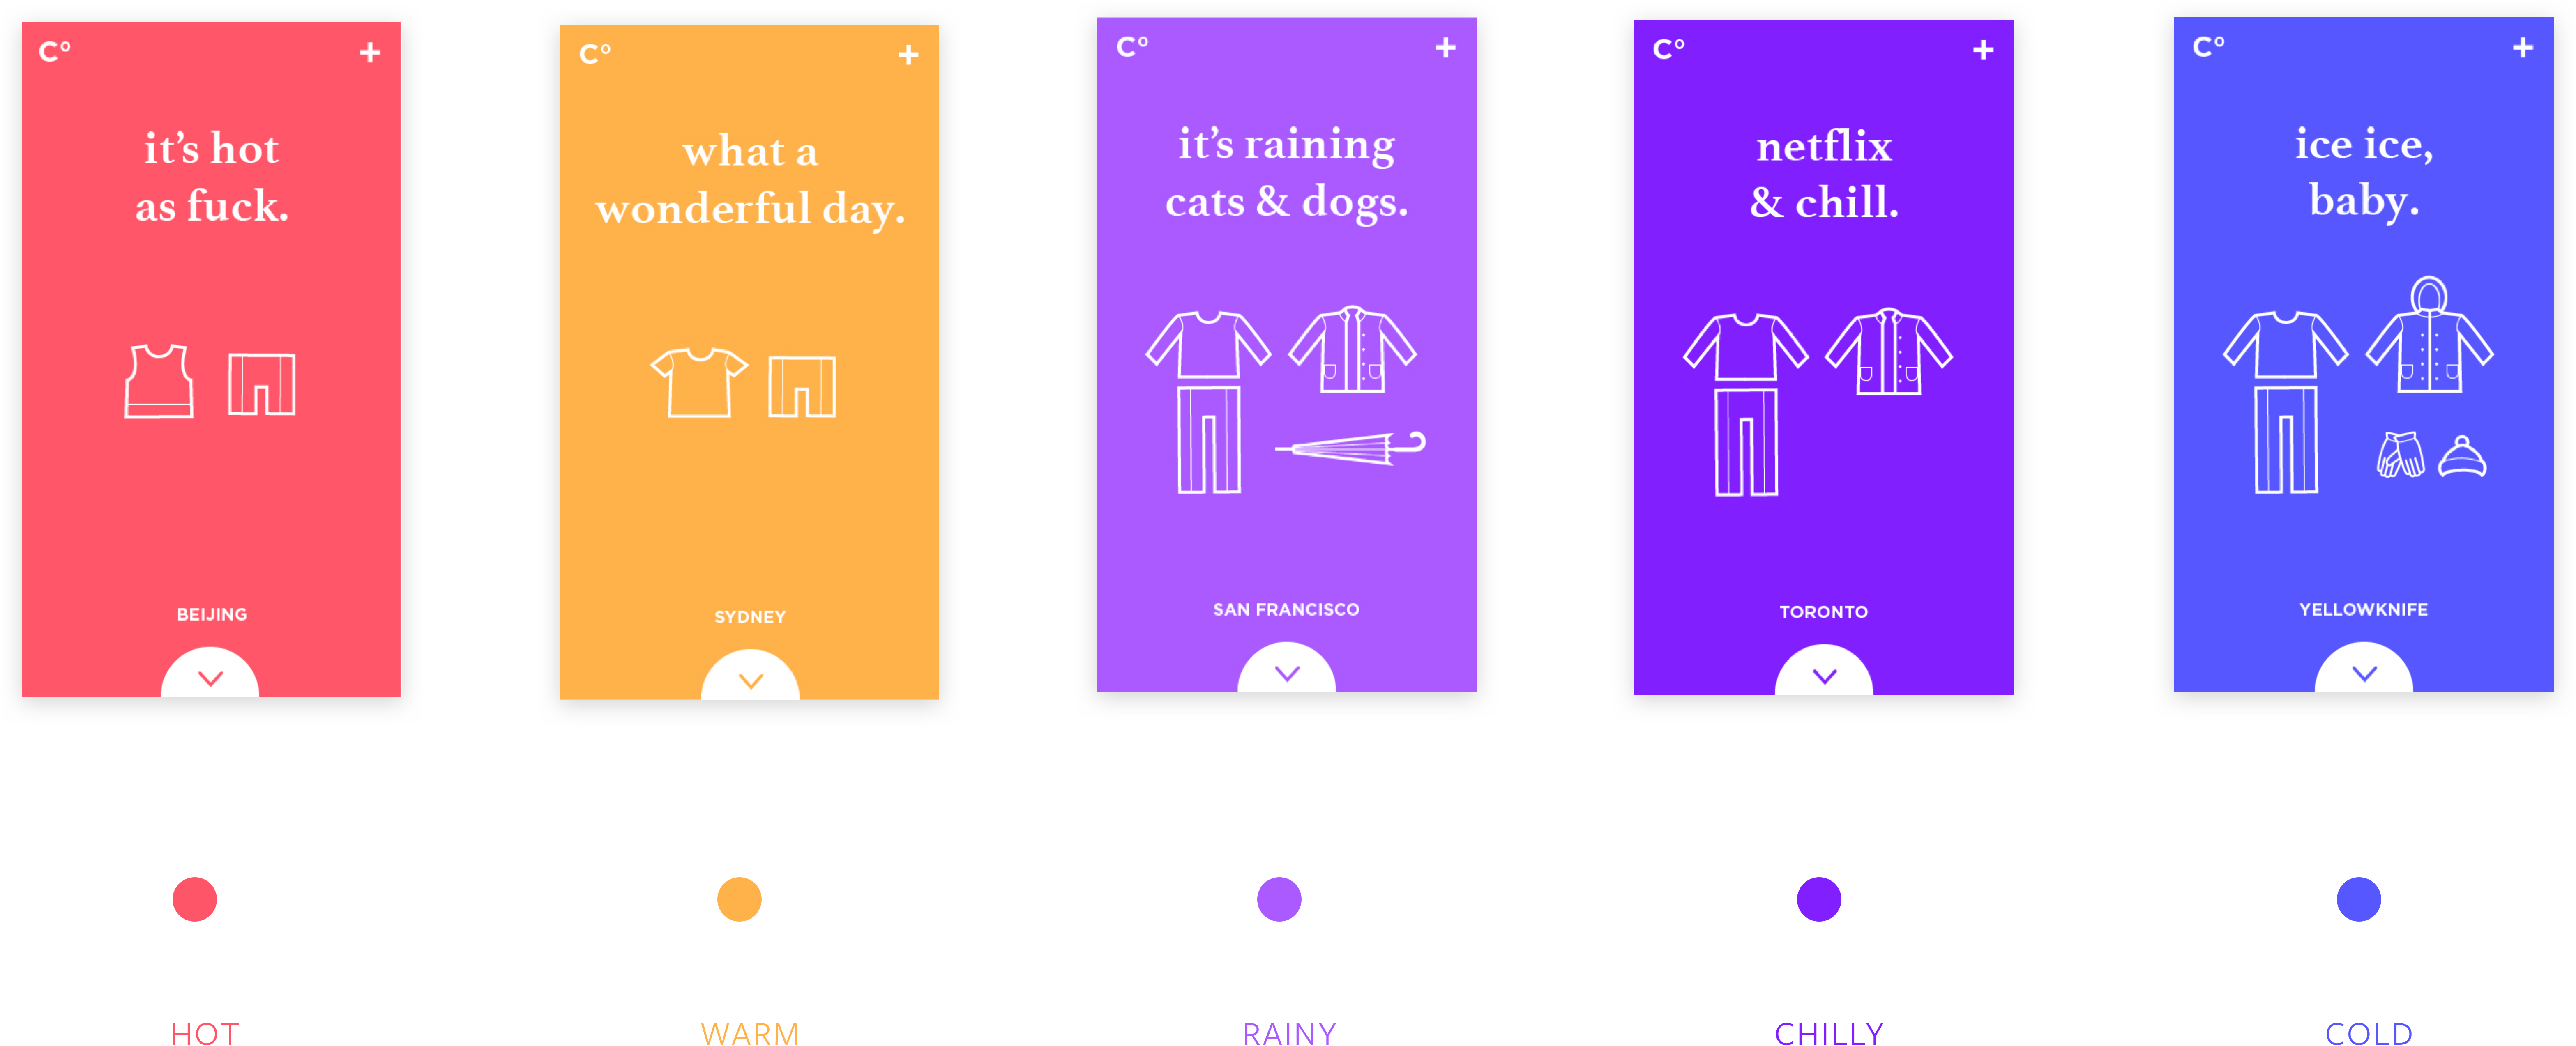 C°
+
it's hot
as fuck.
BEIJING
C°
+
what a
wonderful day.
SYDNEY
C°
+
it's raining
cats & dogs.
SAN FRANCISCO
C°
+
netflix
& chill.
TORONTO
C°
+
ice ice,
baby.
YELLOWKNIFE
HOT
WARM
RAINY
CHILLY
COLD